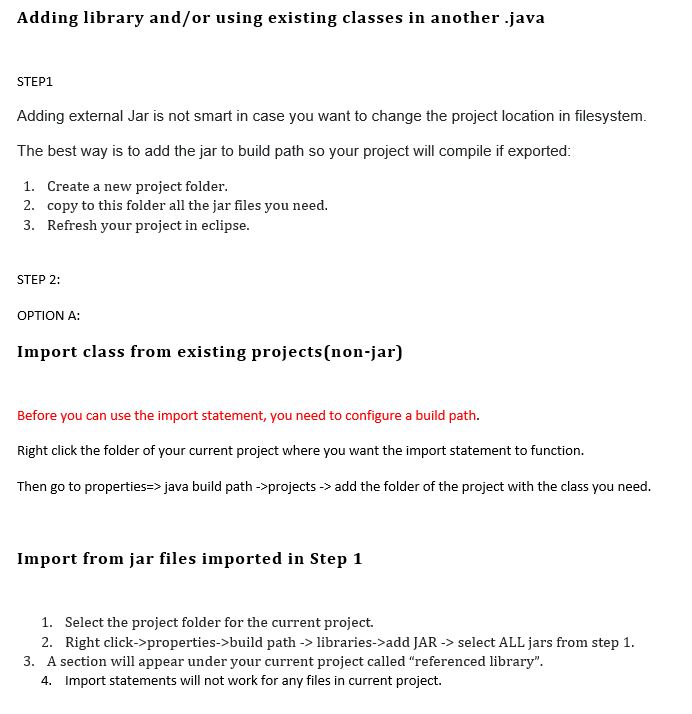 Adding library and/or using existing classes in another .java
STEP1
Adding external Jar is not smart in case you want to change the project location in filesystem.
The best way is to add the jar to build path so your project will compile if exported:
1. Create a new project folder.
2. copy to this folder all the jar files you need.
3. Refresh your project in eclipse.
STEP 2:
OPTION A:
Import class from existing projects(non-jar)
Before you can use the import statement, you need to configure a build path.
Right click the folder of your current project where you want the import statement to function.
Then go to properties=> java build path ->projects -> add the folder of the project with the class you need.
Import from jar files imported in Step 1
1. Select the project folder for the current project.
2. Right click->properties->build path -> libraries->add JAR -> select ALL jars from step 1.
3. A section will appear under your current project called “referenced library”.
4. Import statements will not work for any files in current project.